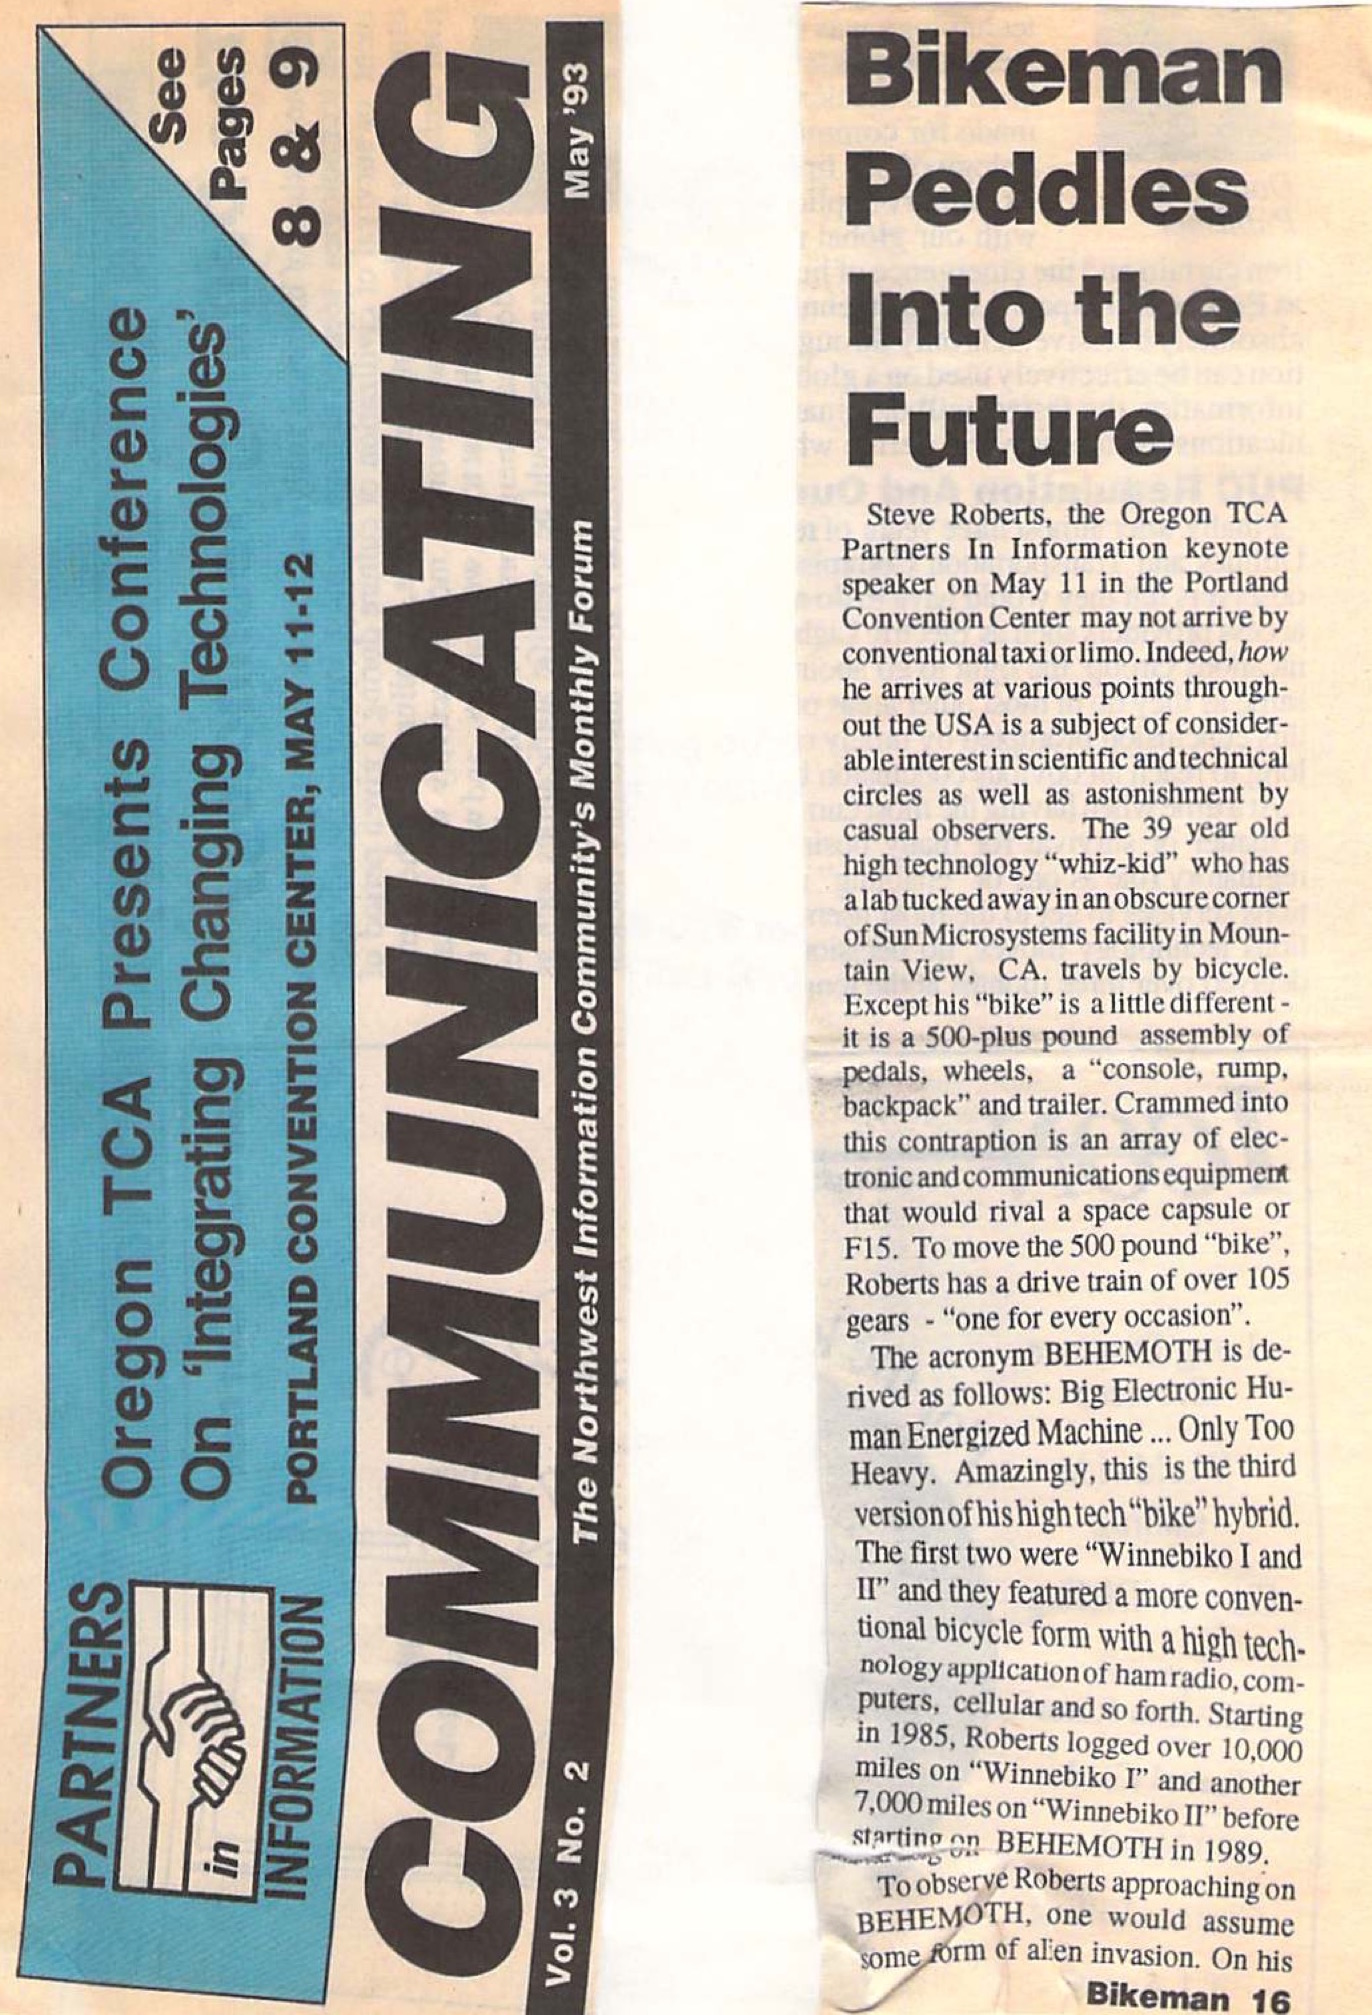 PARTNERS
in
INFORMATION
Oregon TCA Presents Conference
On 'Integrating Changing Technologies'
PORTLAND CONVENTION CENTER, MAY 11-12
See
Pages
8 & 9
COMMUNICATING
Vol. 3 No. 2 The Northwest Information Community's Monthly Forum May '93
Bikeman
Peddles
Into the
Future
Steve Roberts, the Oregon TCA
Partners In Information keynote
speaker on May 11 in the Portland
Convention Center may not arrive by
conventional taxi or limo. Indeed, how
he arrives at various points through-
out the USA is a subject of consider-
able interest in scientific and technical
circles as well as astonishment by
casual observers. The 39 year old
high technology “whiz-kid” who has
a lab tucked away in an obscure corner
of Sun Microsystems facility in Moun-
tain View, CA. travels by bicycle.
Except his “bike” is a little different -
it is a 500-plus pound assembly of
pedals, wheels, a “console, rump,
backpack” and trailer. Crammed into
this contraption is an array of elec-
tronic and communications equipment
that would rival a space capsule or
F15. To move the 500 pound “bike”,
Roberts has a drive train of over 105
gears - “one for every occasion”.
The acronym BEHEMOTH is de-
rived as follows: Big Electronic Hu-
man Energized Machine ... Only Too
Heavy. Amazingly, this is the third
version of his high tech “bike” hybrid.
The first two were “Winnebiko I and
II” and they featured a more conven-
tional bicycle form with a high tech-
nology application of ham radio, com-
puters, cellular and so forth. Starting
in 1985, Roberts logged over 10,000
miles on “Winnebiko I” and another
7,000 miles on “Winnebiko II” before
starting on BEHEMOTH in 1989.
To observe Roberts approaching on
BEHEMOTH, one would assume
some form of alien invasion. On his
Bikeman 16